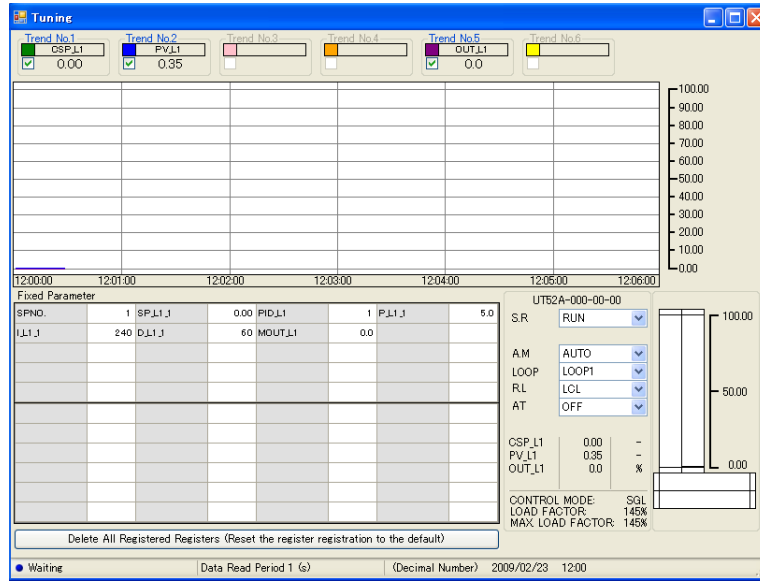 Tuning
Trend No.1 Trend No.2 Trend No.3 Trend No.4 Trend No.5 Trend No.6
CSP_L1 PV_L1 OUT_L1
0.00 0.35 0.0
100.00
90.00
80.00
70.00
60.00
50.00
40.00
30.00
20.00
10.00
0.00
12:00:00 12:01:00 12:02:00 12:03:00 12:04:00 12:05:00 12:06:00
Fixed Parameter
SPNO. 1 SP_L1_1 0.00 PID_L1 1 P_L1_1 5.0
I_L1_1 240 D_L1_1 60 MOUT_L1 0.0
UT52A-000-00-00
S.R RUN
A.M AUTO
LOOP LOOP1
R.L LCL
AT OFF
CSP_L1 0.00 -
PV_L1 0.35 -
OUT_L1 0.0 %
CONTROL MODE: SGL
LOAD FACTOR: 145%
MAX LOAD FACTOR: 145%
100.00
50.00
0.00
Delete All Registered Registers (Reset the register registration to the default)
Waiting Data Read Period 1 (s) (Decimal Number) 2009/02/23 12:00